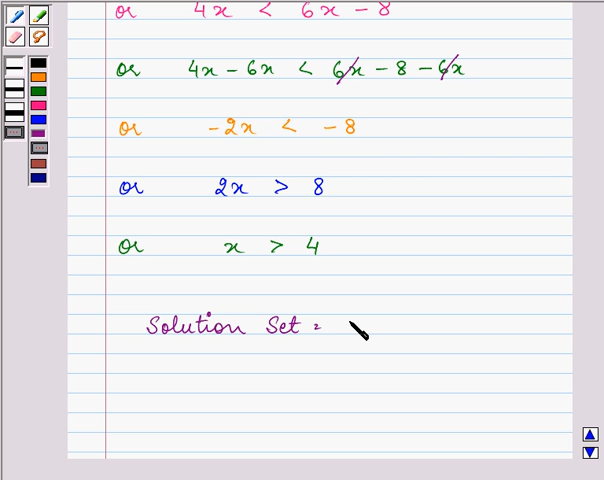 or 4x < 6x - 8
or 4x - 6x < 6x - 8 - 6x
or -2x < -8
or 2x > 8
or x > 4
Solution Set =